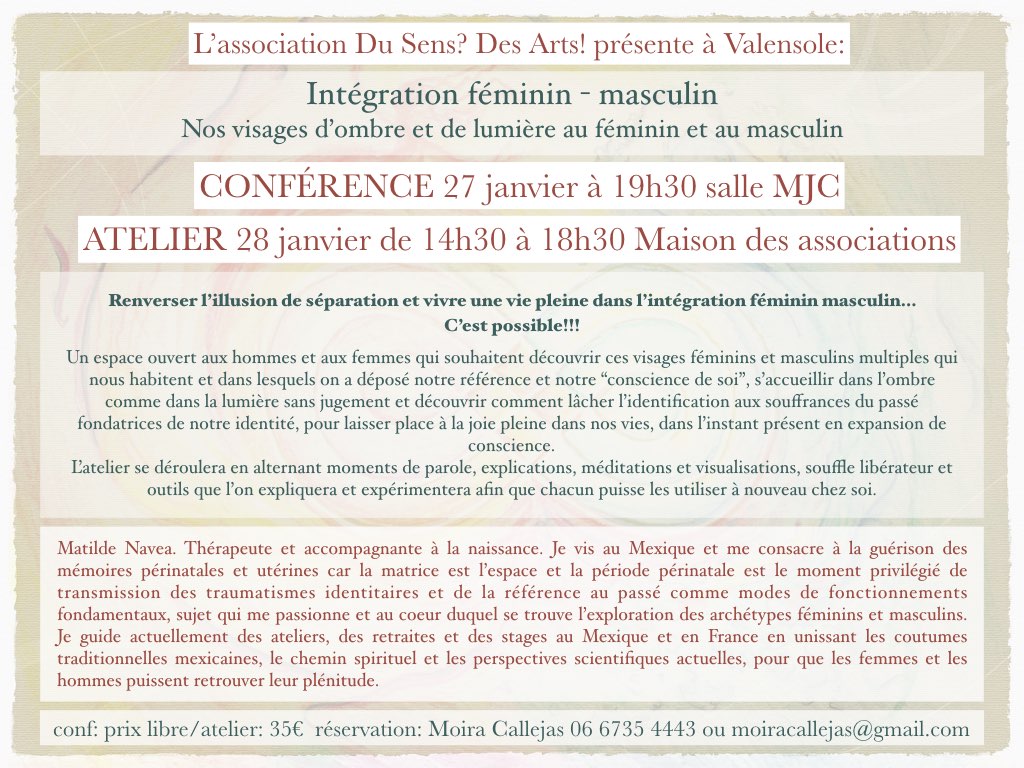 L'association Du Sens? Des Arts! présente à Valensole:
Intégration féminin - masculin
Nos visages d'ombre et de lumière au féminin et au masculin
CONFÉRENCE 27 janvier à 19h30 salle MJC
ATELIER 28 janvier de 14h30 à 18h30 Maison des associations
Renverser l'illusion de séparation et vivre une vie pleine dans l'intégration féminin masculin...
C'est possible!!!
Un espace ouvert aux hommes et aux femmes qui souhaitent découvrir ces visages féminins et masculins multiples qui
nous habitent et dans lesquels on a déposé notre référence et notre "conscience de soi", s'accueillir dans l'ombre
comme dans la lumière sans jugement et découvrir comment lâcher l'identification aux souffrances du passé
fondatrices de notre identité, pour laisser place à la joie pleine dans nos vies, dans l'instant présent en expansion de
conscience.
L'atelier se déroulera en alternant moments de parole, explications, méditations et visualisations, souffle libérateur et
outils que l'on expliquera et expérimentera afin que chacun puisse les utiliser à nouveau chez soi.
Matilde Navea. Thérapeute et accompagnante à la naissance. Je vis au Mexique et me consacre à la guérison des
mémoires périnatales et utérines car la matrice est l'espace et la période périnatale est le moment privilégié de
transmission des traumatismes identitaires et de la référence au passé comme modes de fonctionnements
fondamentaux, sujet qui me passionne et au coeur duquel se trouve l'exploration des archétypes féminins et masculins.
Je guide actuellement des ateliers, des retraites et des stages au Mexique et en France en unissant les coutumes
traditionnelles mexicaines, le chemin spirituel et les perspectives scientifiques actuelles, pour que les femmes et les
hommes puissent retrouver leur plénitude.
conf: prix libre/atelier: 35€ réservation: Moira Callejas 06 6735 4443 ou moiracallejas@gmail.com